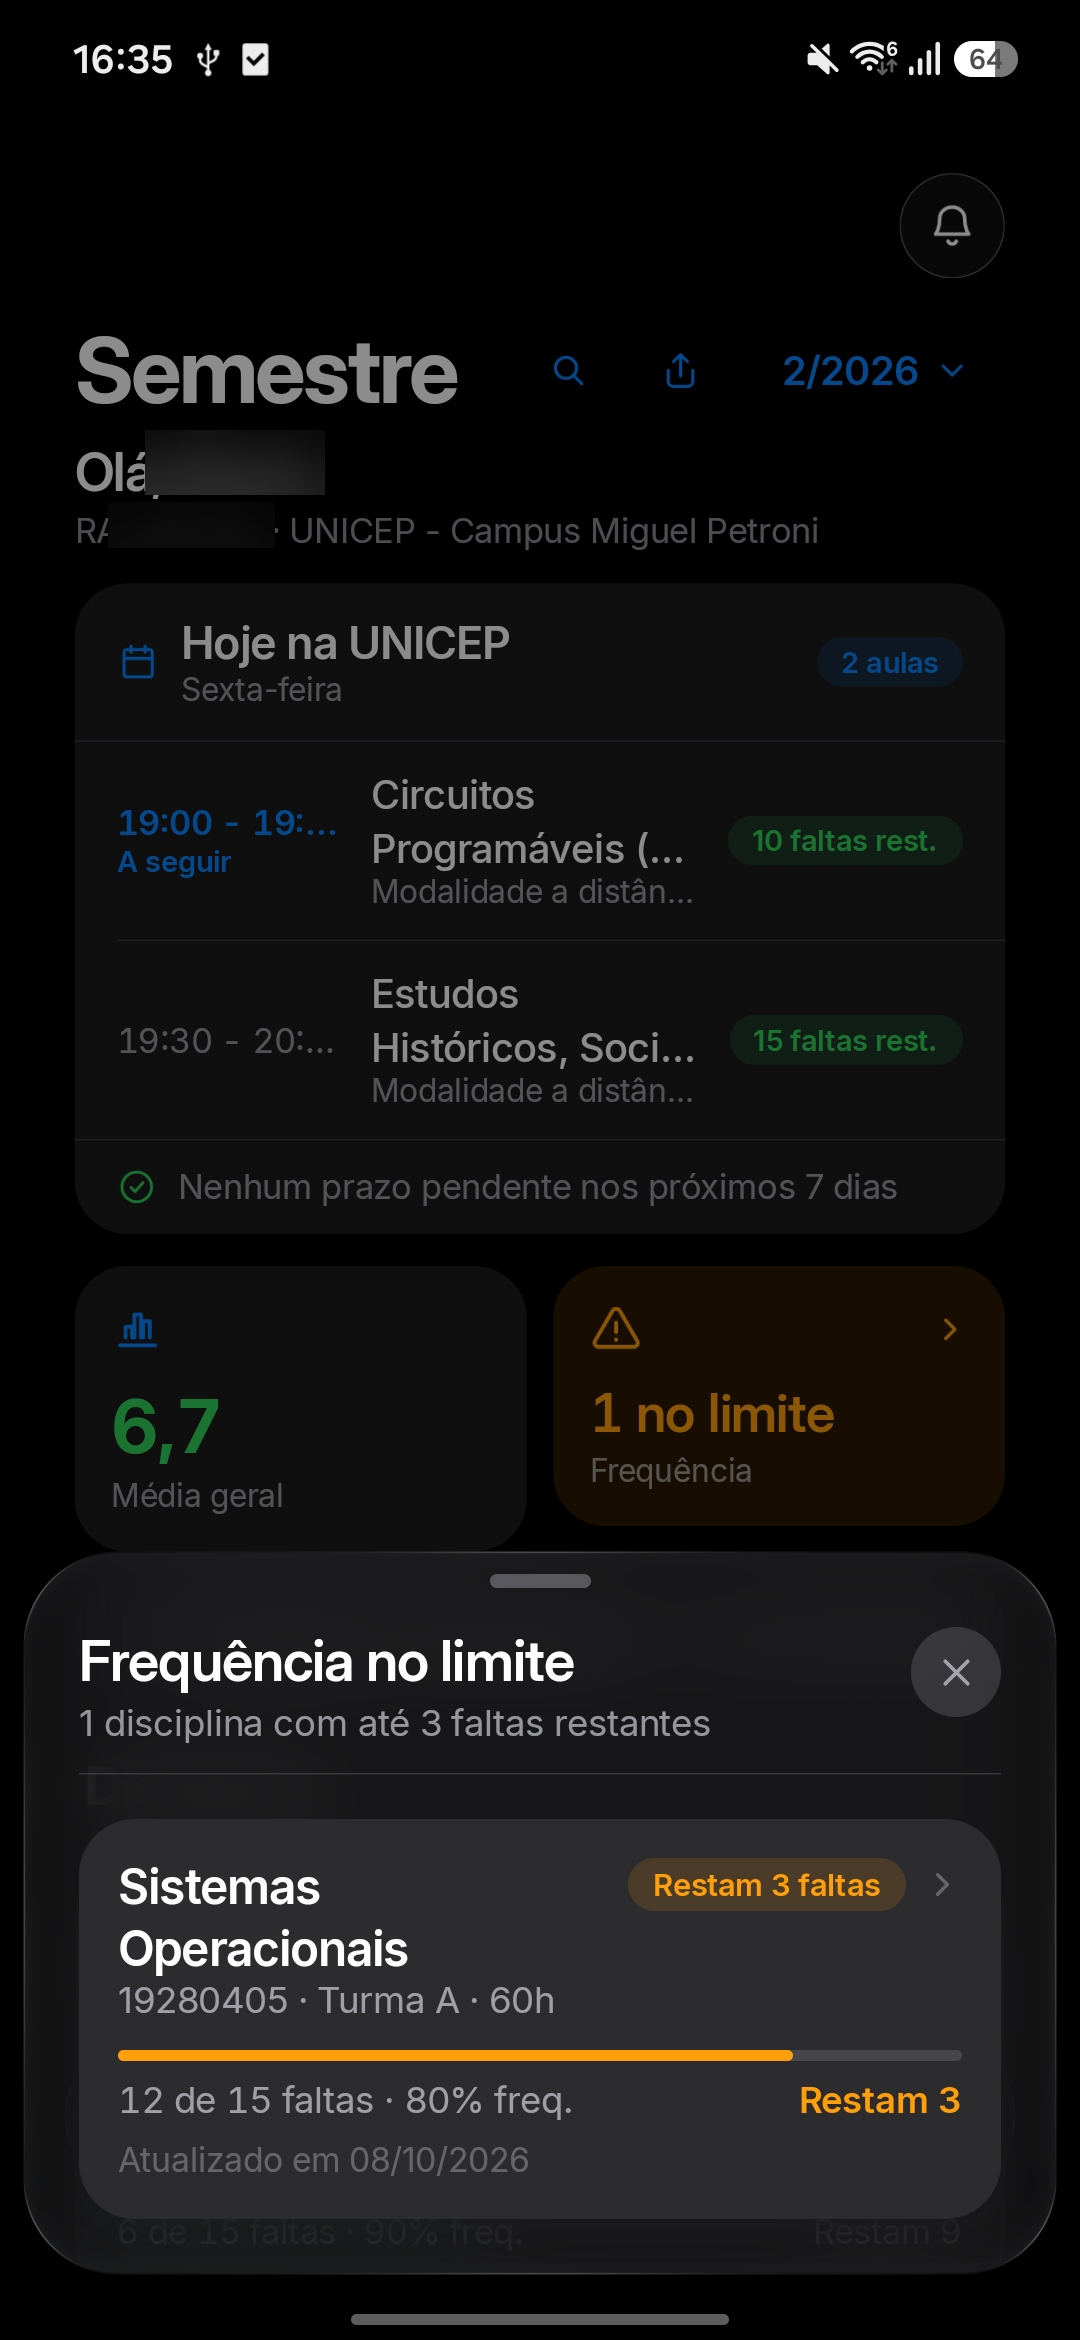 16:35
6
64
Semestre
2/2026
Olá,
RA · UNICEP - Campus Miguel Petroni
Hoje na UNICEP
Sexta-feira
2 aulas
19:00 - 19:...
A seguir
Circuitos
Programáveis (...
Modalidade a distân...
10 faltas rest.
19:30 - 20:...
Estudos
Históricos, Soci...
Modalidade a distân...
15 faltas rest.
Nenhum prazo pendente nos próximos 7 dias
6,7
Média geral
1 no limite
Frequência
Frequência no limite
1 disciplina com até 3 faltas restantes
Sistemas
Operacionais
Restam 3 faltas
19280405 · Turma A · 60h
12 de 15 faltas · 80% freq.
Restam 3
Atualizado em 08/10/2026
6 de 15 faltas · 90% freq.
Restam 9